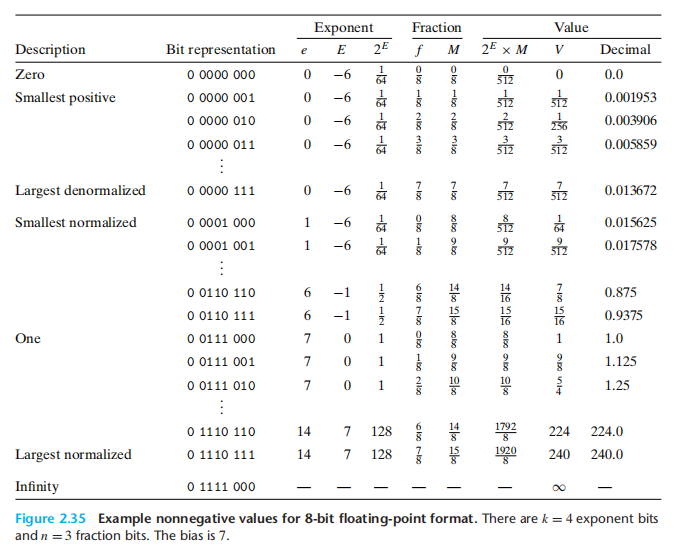 Exponent Fraction Value
Description Bit representation e E 2^E f M 2^E × M V Decimal
Zero 0 0000 000 0 −6 1/64 0/8 0/8 0/512 0 0.0
Smallest positive 0 0000 001 0 −6 1/64 1/8 1/8 1/512 1/512 0.001953
0 0000 010 0 −6 1/64 2/8 2/8 2/512 1/256 0.003906
0 0000 011 0 −6 1/64 3/8 3/8 3/512 3/512 0.005859
⋮
Largest denormalized 0 0000 111 0 −6 1/64 7/8 7/8 7/512 7/512 0.013672
Smallest normalized 0 0001 000 1 −6 1/64 0/8 8/8 8/512 1/64 0.015625
0 0001 001 1 −6 1/64 1/8 9/8 9/512 9/512 0.017578
⋮
0 0110 110 6 −1 1/2 6/8 14/8 14/16 7/8 0.875
0 0110 111 6 −1 1/2 7/8 15/8 15/16 15/16 0.9375
One 0 0111 000 7 0 1 0/8 8/8 8/8 1 1.0
0 0111 001 7 0 1 1/8 9/8 9/8 9/8 1.125
0 0111 010 7 0 1 2/8 10/8 10/8 5/4 1.25
⋮
0 1110 110 14 7 128 6/8 14/8 1792/8 224 224.0
Largest normalized 0 1110 111 14 7 128 7/8 15/8 1920/8 240 240.0
Infinity 0 1111 000 — — — — — — ∞ —
Figure 2.35 Example nonnegative values for 8-bit floating-point format. There are k = 4 exponent bits
and n = 3 fraction bits. The bias is 7.